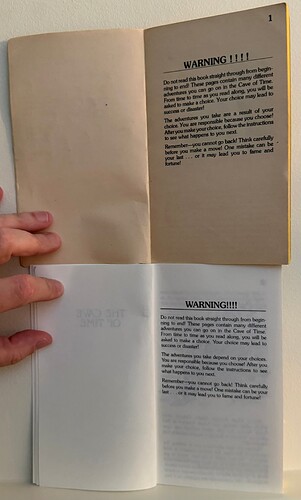 1
WARNING ! ! ! !
Do not read this book straight through from begin-
ning to end! These pages contain many different
adventures you can go on in the Cave of Time.
From time to time as you read along, you will be
asked to make a choice. Your choice may lead to
success or disaster!
The adventures you take are a result of your
choice. You are responsible because you choose!
After you make your choice, follow the instructions
to see what happens to you next.
Remember—you cannot go back! Think carefully
before you make a move! One mistake can be
your last . . . or it may lead you to fame and
fortune!
THE CAVE
OF TIME
WARNING!!!!
Do not read this book straight through from begin-
ning to end! These pages contain many different
adventures you can go on in the Cave of Time.
From time to time as you read along, you will be
asked to make a choice. Your choice may lead to
success or disaster!
The adventures you take depend on your choices.
You are responsible because you choose! After you
make your choice, follow the instructions to see
what happens to you next.
Remember—you cannot go back! Think carefully
before you make a move! One mistake can be your
last . . . or it may lead you to fame and fortune!